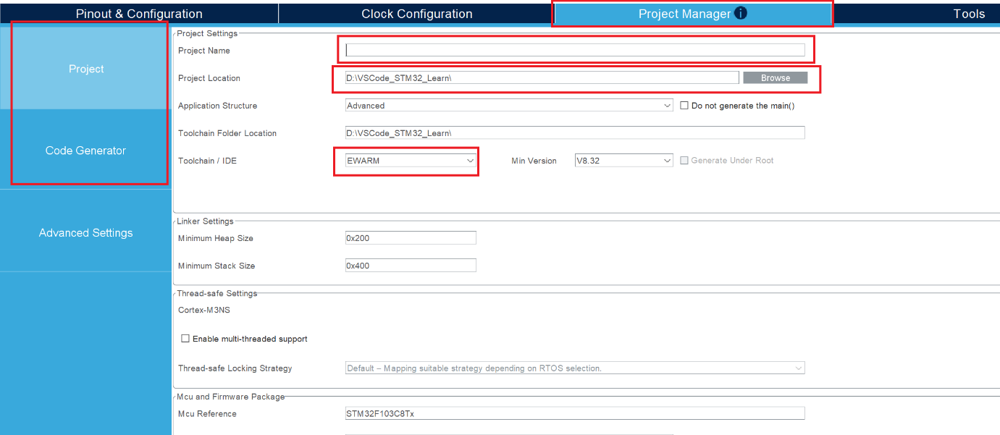 Pinout & Configuration Clock Configuration Project Manager i Tools
Project
Code Generator
Advanced Settings
Project Settings
Project Name
Project Location D:\VSCode_STM32_Learn\ Browse
Application Structure Advanced Do not generate the main()
Toolchain Folder Location D:\VSCode_STM32_Learn\
Toolchain / IDE EWARM Min Version V8.32 Generate Under Root
Linker Settings
Minimum Heap Size 0x200
Minimum Stack Size 0x400
Thread-safe Settings
Cortex-M3NS
Enable multi-threaded support
Thread-safe Locking Strategy Default – Mapping suitable strategy depending on RTOS selection.
Mcu and Firmware Package
Mcu Reference STM32F103C8Tx